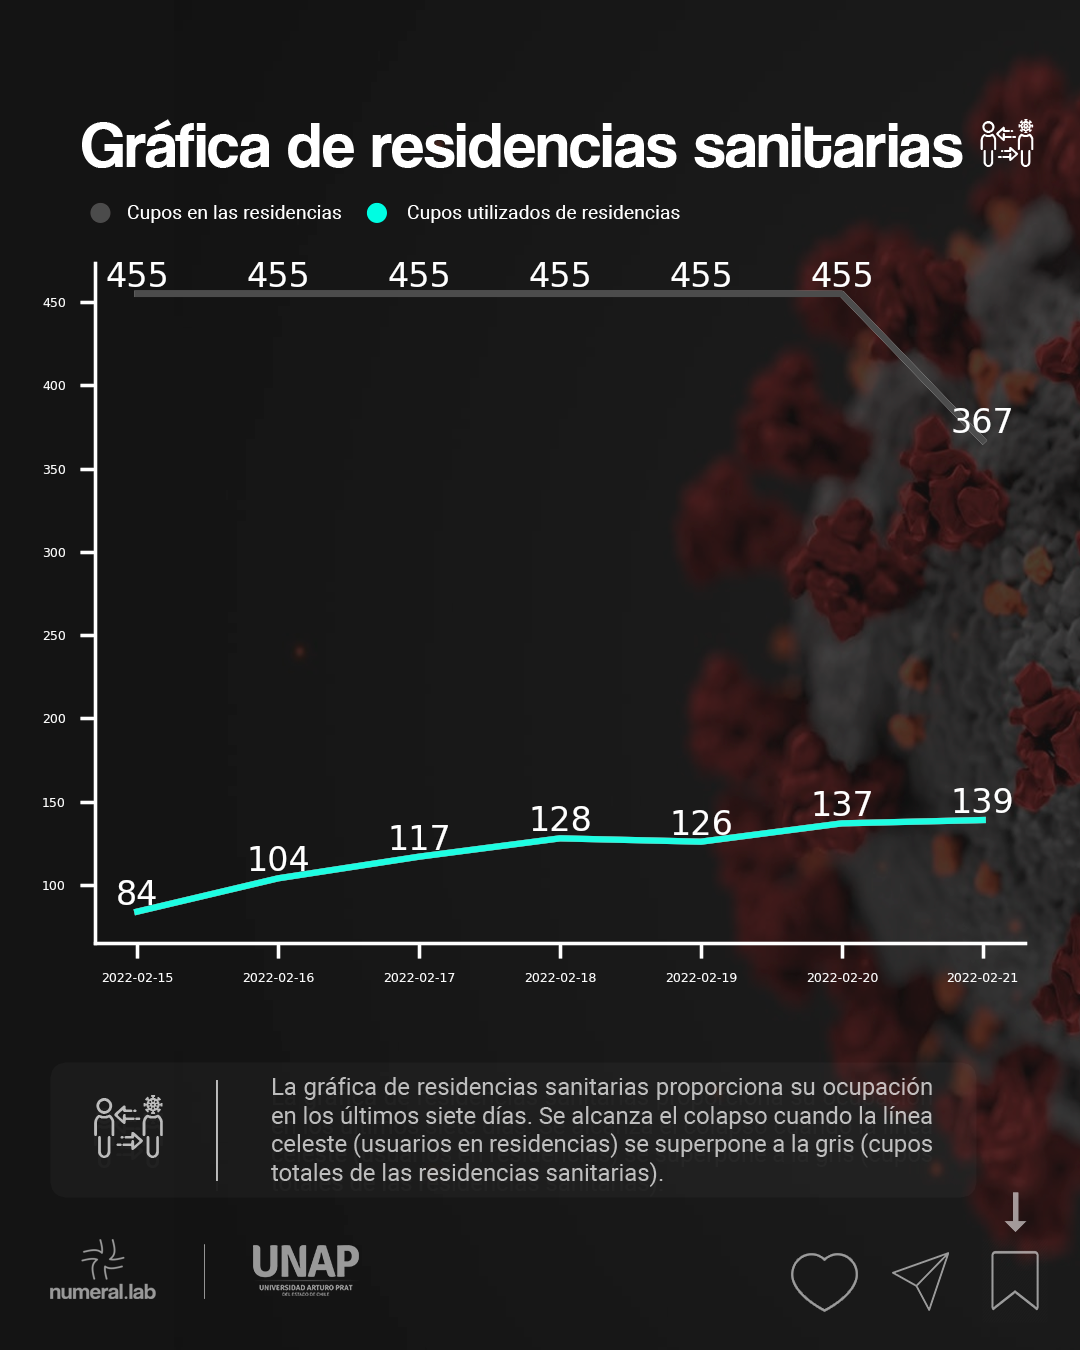 Gráfica de residencias sanitarias
Cupos en las residencias
Cupos utilizados de residencias
455 455 455 455 455 455
450
400
367
350
300
250
200
150
84 104 117 128 126 137 139
100
2022-02-15 2022-02-16 2022-02-17 2022-02-18 2022-02-19 2022-02-20 2022-02-21
La gráfica de residencias sanitarias proporciona su ocupación
en los últimos siete días. Se alcanza el colapso cuando la línea
celeste (usuarios en residencias) se superpone a la gris (cupos
totales de las residencias sanitarias).
numeral.lab
UNAP
UNIVERSIDAD ARTURO PRAT
DEL ESTADO DE CHILE